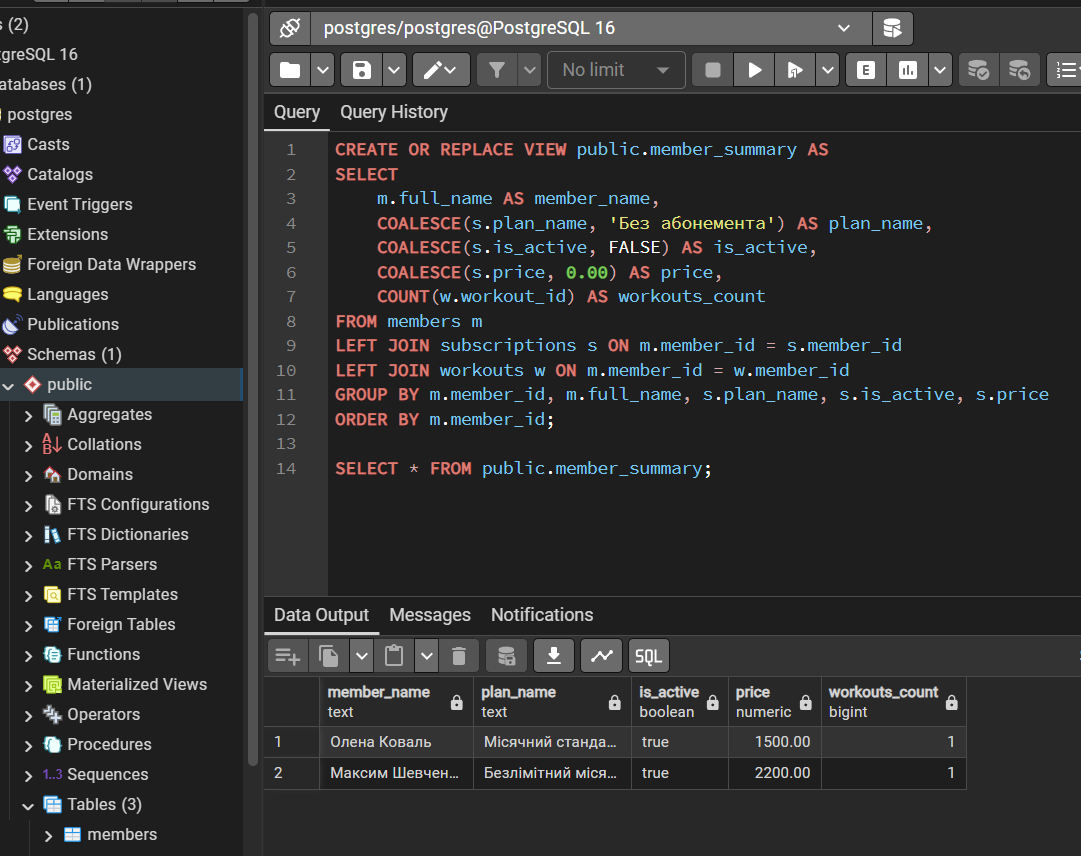 s (2)
tgreSQL 16
atabases (1)
postgres
Casts
Catalogs
Event Triggers
Extensions
Foreign Data Wrappers
Languages
Publications
Schemas (1)
public
Aggregates
Collations
Domains
FTS Configurations
FTS Dictionaries
Aa FTS Parsers
FTS Templates
Foreign Tables
Functions
Materialized Views
Operators
Procedures
1..3 Sequences
Tables (3)
members
postgres/postgres@PostgreSQL 16
No limit
E
Query Query History
1 CREATE OR REPLACE VIEW public.member_summary AS
2 SELECT
3 m.full_name AS member_name,
4 COALESCE(s.plan_name, 'Без абонемента') AS plan_name,
5 COALESCE(s.is_active, FALSE) AS is_active,
6 COALESCE(s.price, 0.00) AS price,
7 COUNT(w.workout_id) AS workouts_count
8 FROM members m
9 LEFT JOIN subscriptions s ON m.member_id = s.member_id
10 LEFT JOIN workouts w ON m.member_id = w.member_id
11 GROUP BY m.member_id, m.full_name, s.plan_name, s.is_active, s.price
12 ORDER BY m.member_id;
13
14 SELECT * FROM public.member_summary;
Data Output Messages Notifications
SQL
member_name plan_name is_active price workouts_count
text text boolean numeric bigint
1 Олена Коваль Місячний станда... true 1500.00 1
2 Максим Шевчен... Безлімітний міся... true 2200.00 1